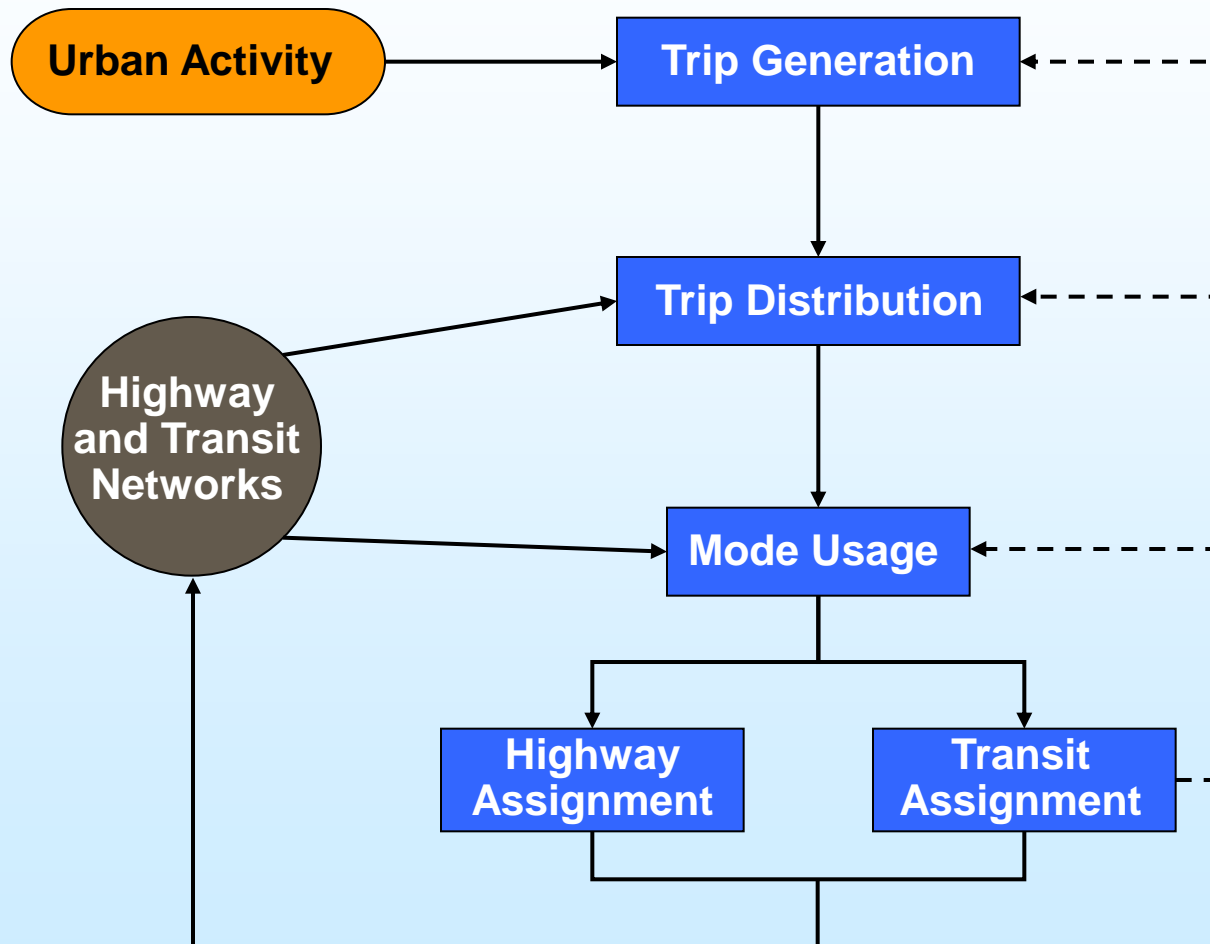 Urban Activity
Trip Generation
Trip Distribution
Highway
and Transit
Networks
Mode Usage
Highway
Assignment
Transit
Assignment